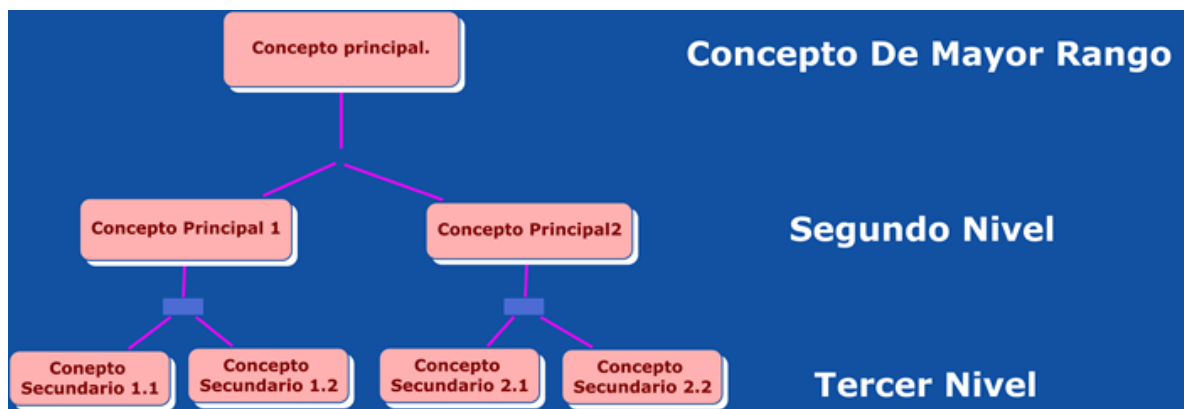 Concepto principal.
Concepto De Mayor Rango
Concepto Principal 1
Concepto Principal2
Segundo Nivel
Conepto
Secundario 1.1
Concepto
Secundario 1.2
Concepto
Secundario 2.1
Concepto
Secundario 2.2
Tercer Nivel